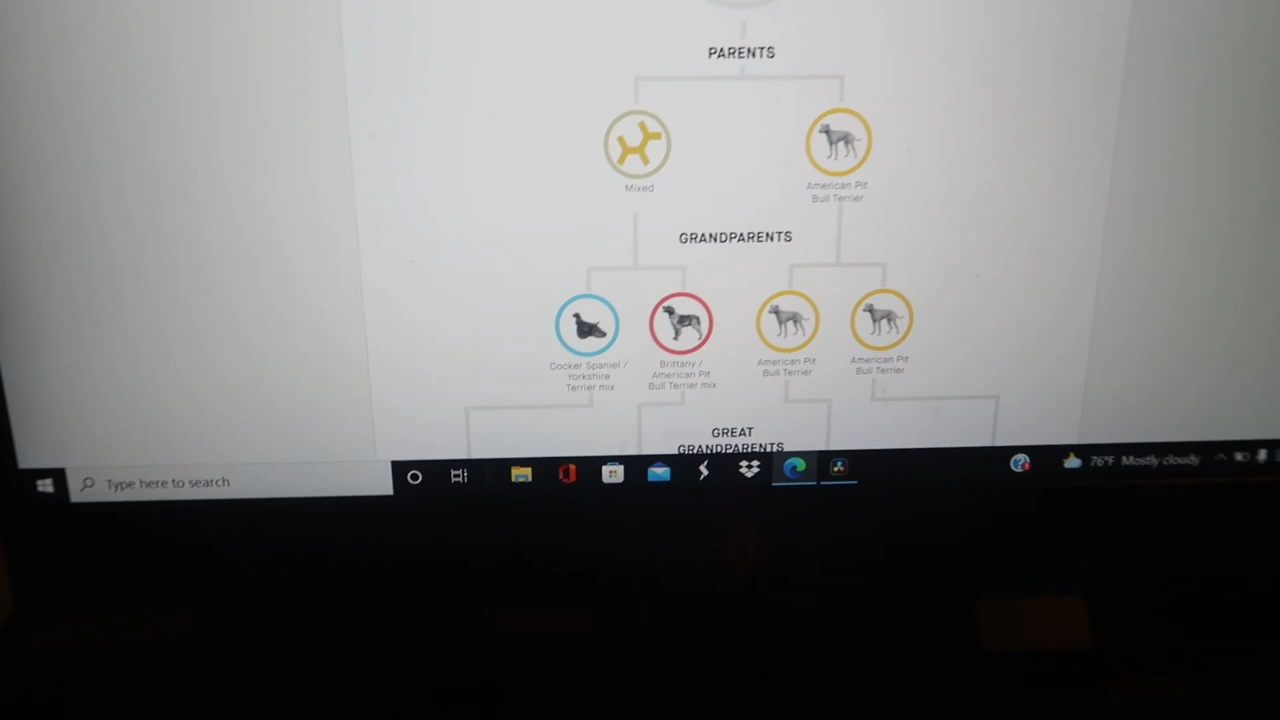 PARENTS
Mixed
American Pit
Bull Terrier
GRANDPARENTS
Cocker Spaniel /
Yorkshire
Terrier mix
Brittany /
American Pit
Bull Terrier mix
American Pit
Bull Terrier
American Pit
Bull Terrier
GREAT
GRANDPARENTS
Type here to search
76°F Mostly cloudy